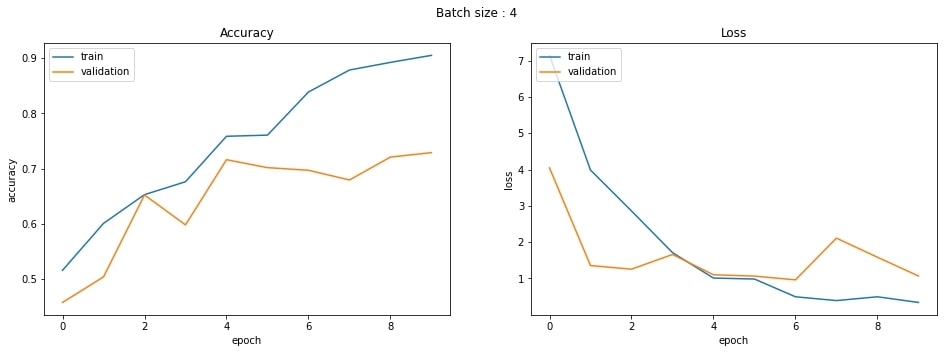 Batch size : 4
Accuracy
train
validation
0.9
0.8
0.7
0.6
0.5
accuracy
0 2 4 6 8
epoch
Loss
train
validation
7
6
5
4
3
2
1
loss
0 2 4 6 8
epoch